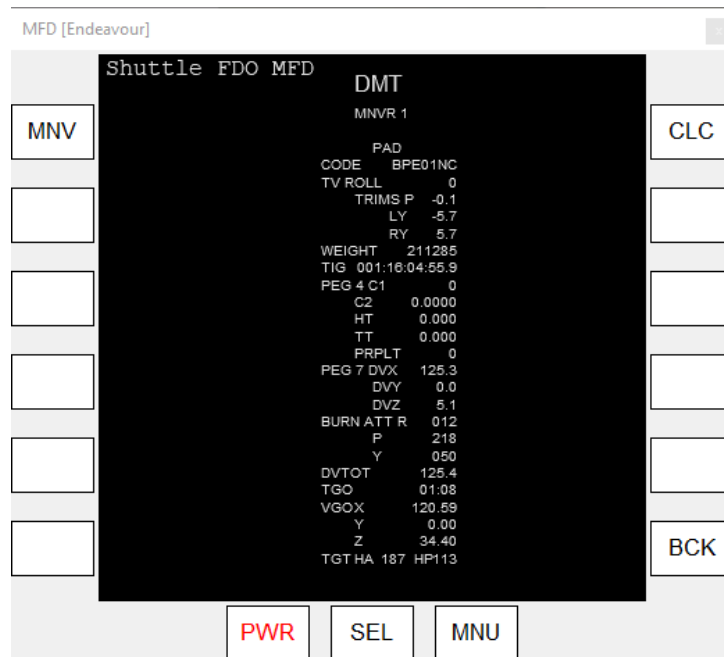 MFD [Endeavour]
Shuttle FDO MFD
DMT
MNVR 1
MNV
CLC
PAD
CODE BPE01NC
TV ROLL 0
TRIMS P -0.1
LY -5.7
RY 5.7
WEIGHT 211285
TIG 001:16:04:55.9
PEG 4 C1 0
C2 0.0000
HT 0.000
TT 0.000
PRPLT 0
PEG 7 DVX 125.3
DVY 0.0
DVZ 5.1
BURN ATT R 012
P 218
Y 050
DVTOT 125.4
TGO 01:08
VGO X 120.59
Y 0.00
Z 34.40
TGT HA 187 HP113
BCK
PWR SEL MNU